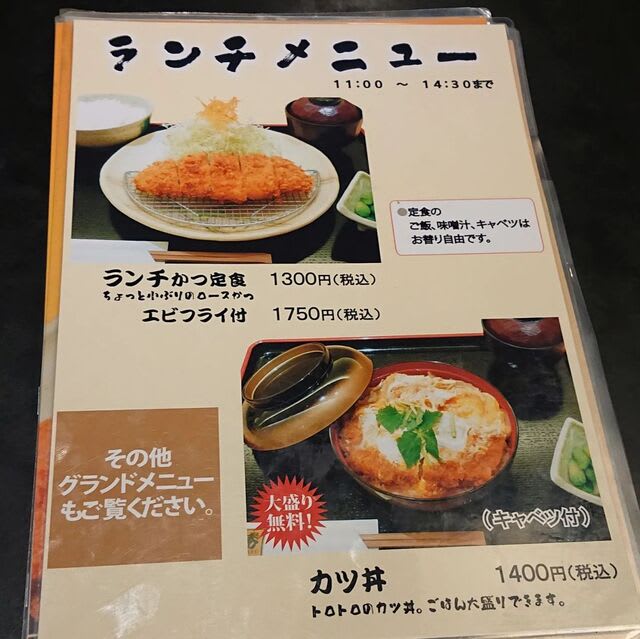 ランチメニュー
11:00 〜 14:30まで
●定食の
ご飯、味噌汁、キャベツは
お替り自由です。
ランチかつ定食 1300円(税込)
ちょっと小ぶりのロースかつ
エビフライ付 1750円(税込)
その他
グランドメニュー
もご覧ください。
大盛り
無料!
(キャベツ付)
カツ丼 1400円(税込)
トロトロのカツ丼。ごはん大盛りできます。